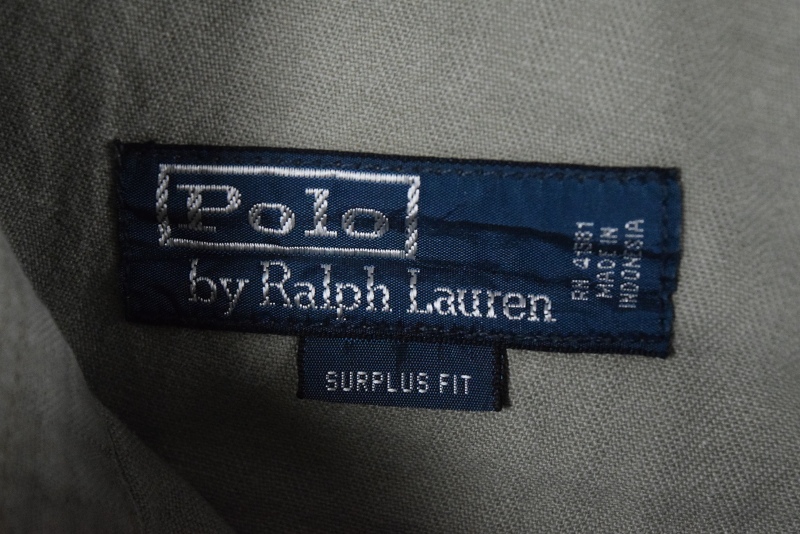 Polo
by Ralph Lauren
RN 41381
MADE IN
INDONESIA
SURPLUS FIT